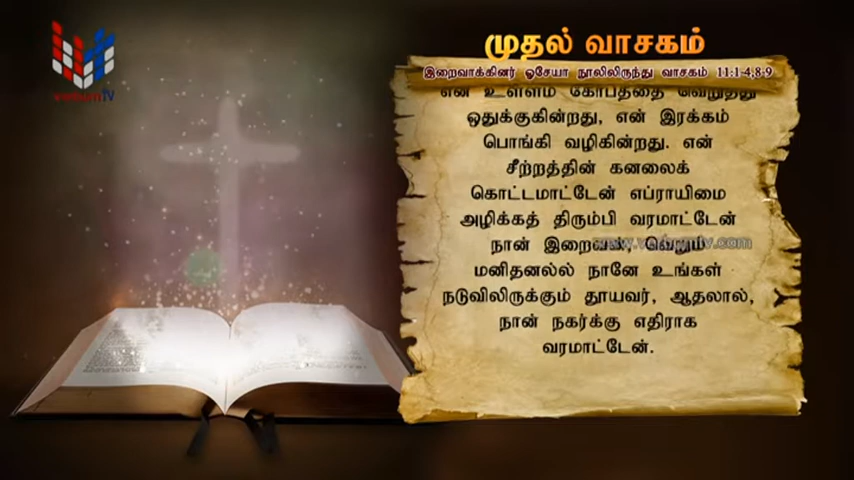 முதல் வாசகம்
இறைவாக்கினர் ஓசேயா நூலிலிருந்து வாசகம் 11:1-4,8-9
என் உள்ளம் கோபத்தை வெறுத்து
ஒதுக்குகின்றது, என் இரக்கம்
பொங்கி வழிகின்றது. என்
சீற்றத்தின் கனலைக்
கொட்டமாட்டேன் எப்ராயிமை
அழிக்கத் திரும்பி வரமாட்டேன்
நான் இறைவன், வெறும்
மனிதனல்ல் நானே உங்கள்
நடுவிலிருக்கும் தூயவர், ஆதலால்,
நான் நகர்க்கு எதிராக
வரமாட்டேன்.